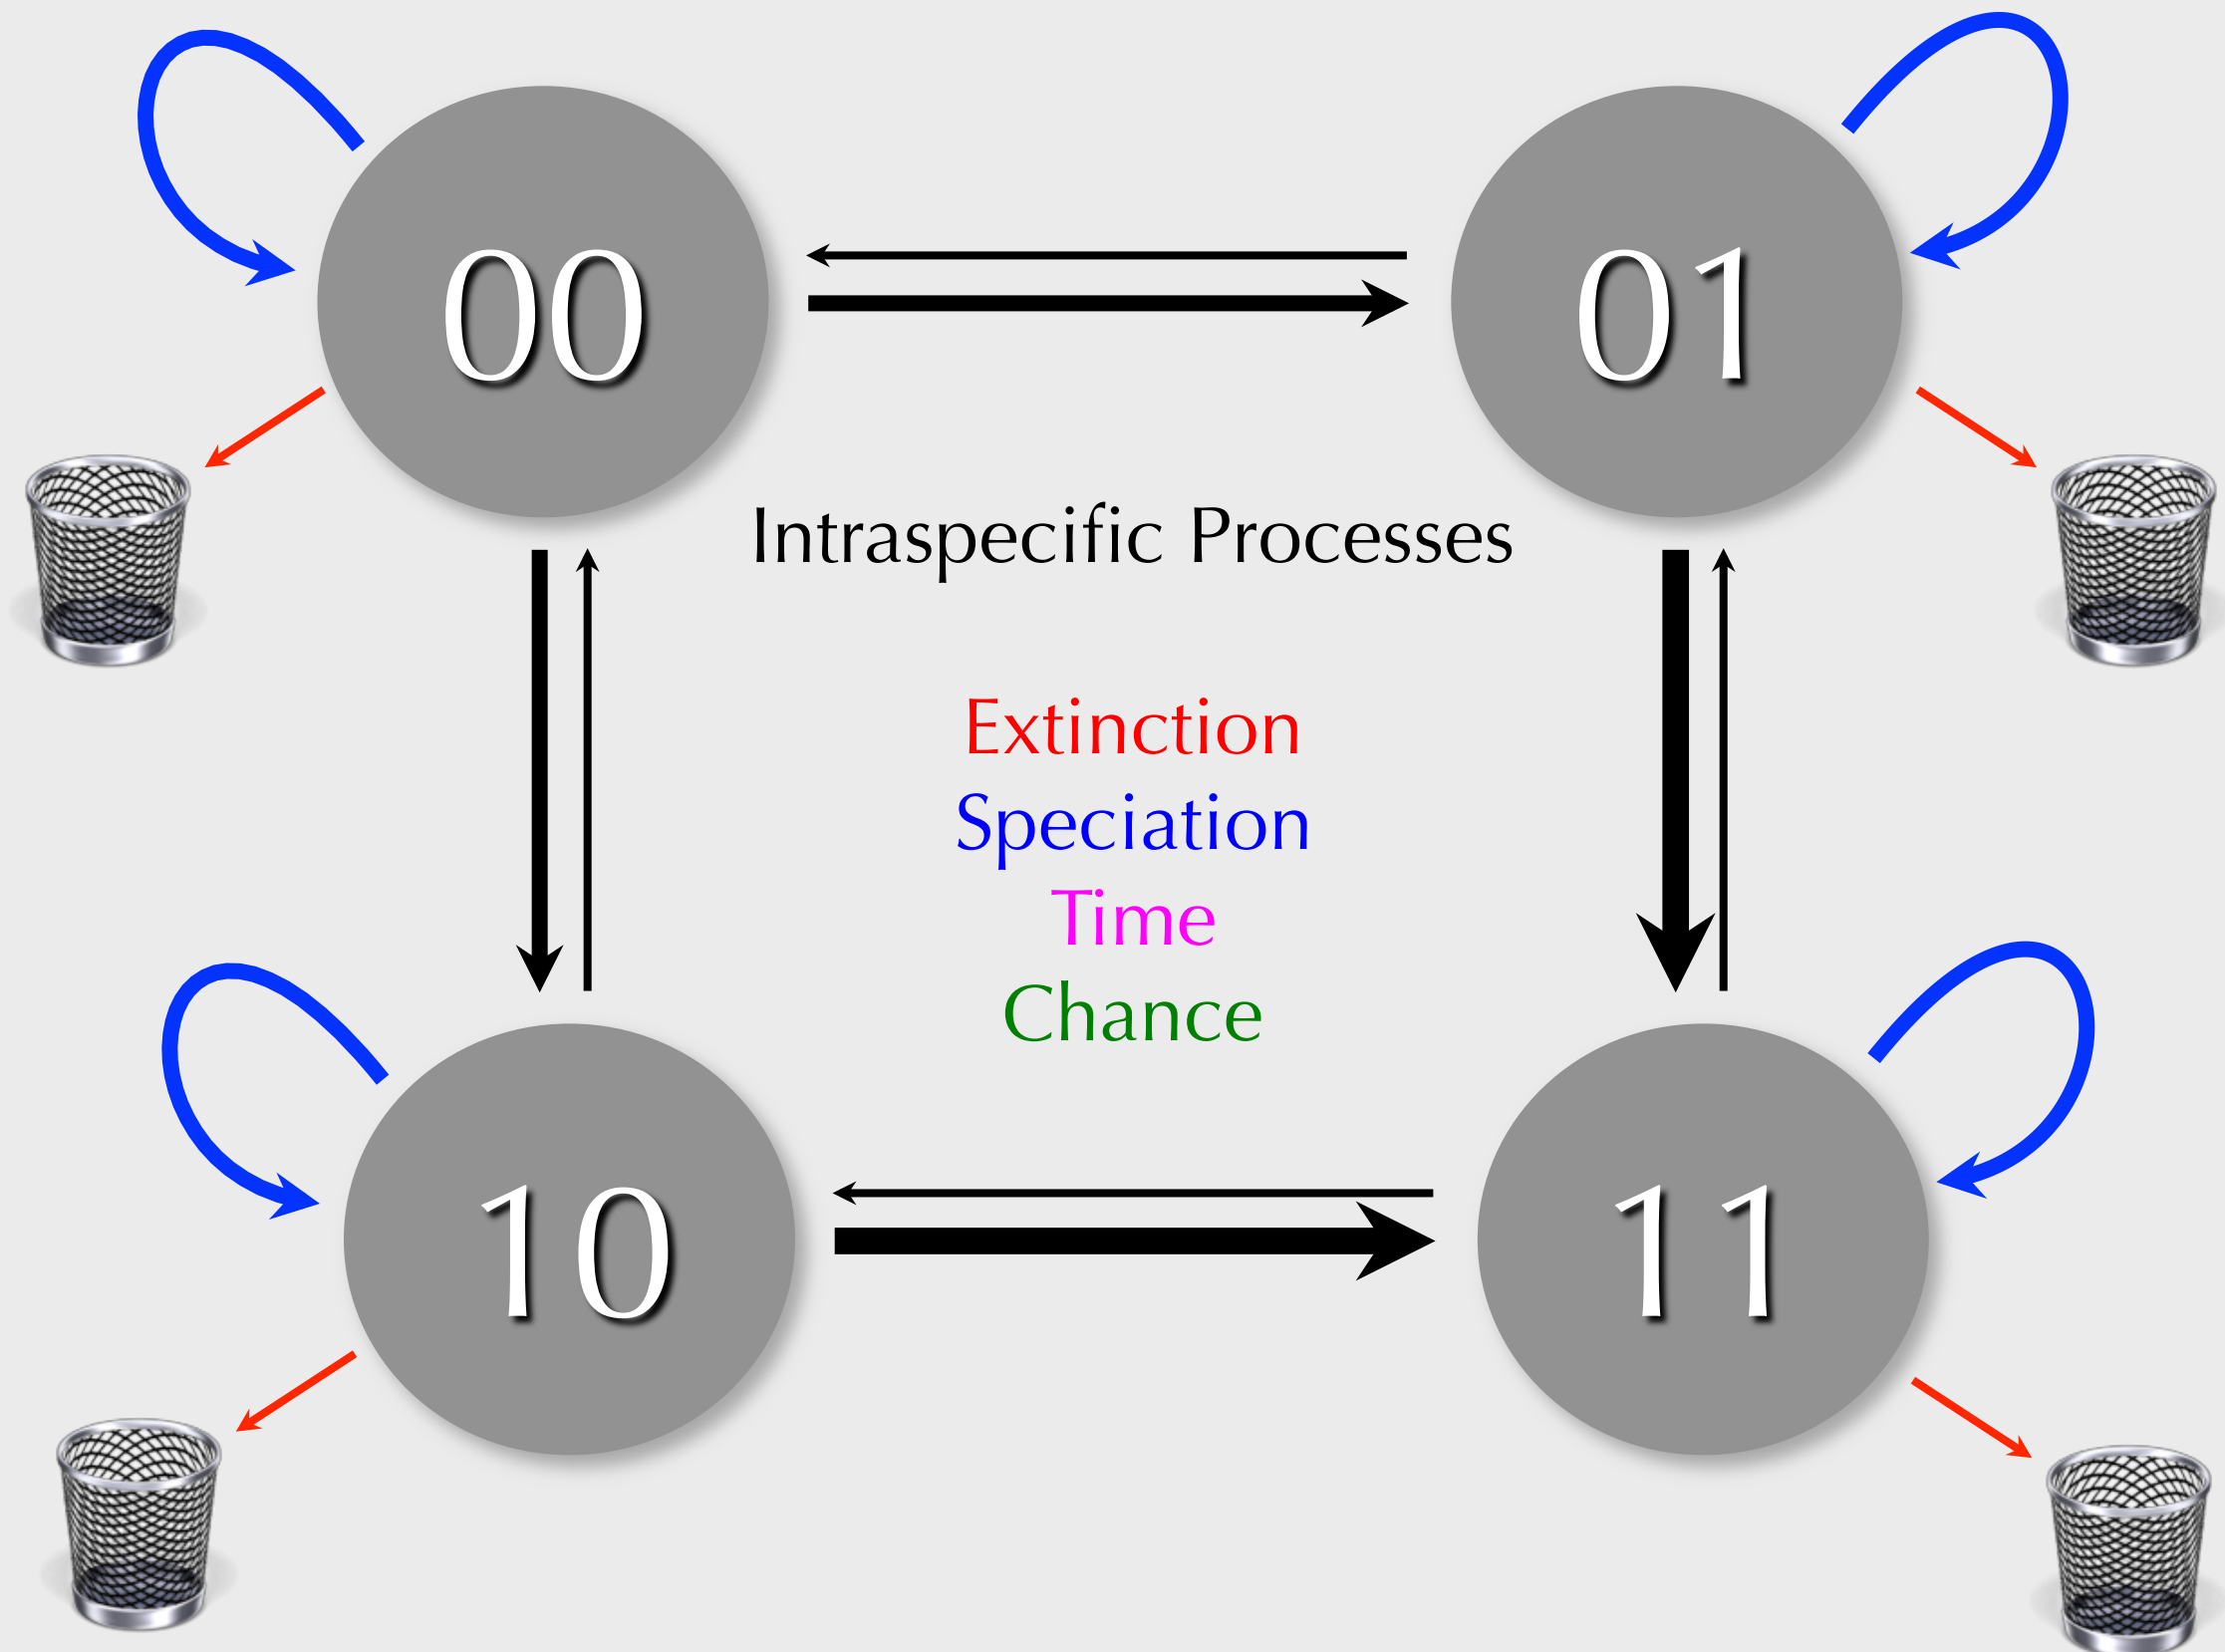 00
01
Intraspecific Processes
Extinction
Speciation
Time
Chance
10
11